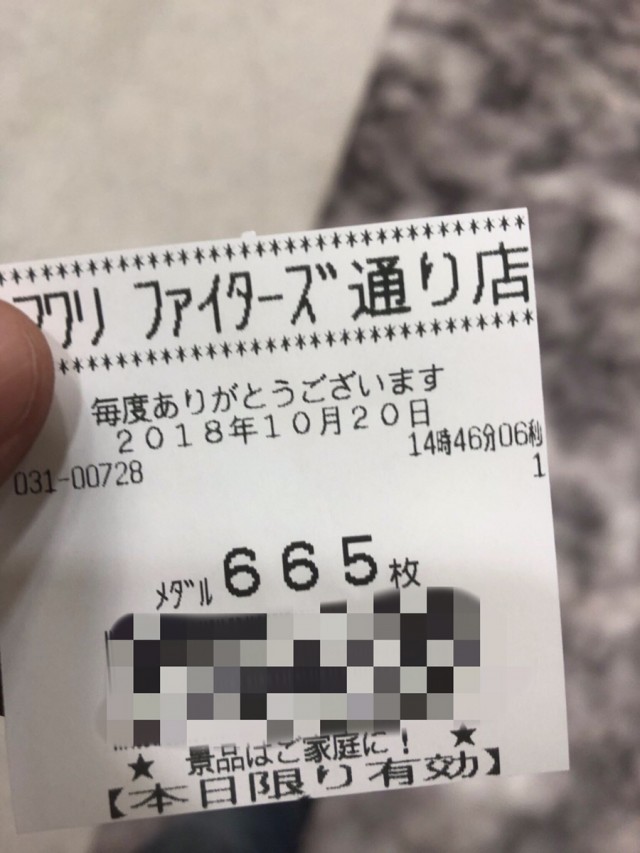 *****************************************
ワリ ファイターズ通り店
*****************************************
毎度ありがとうございます
2018年10月20日
14時46分06秒
031-00728 1
メダル 665枚
★ 景品はご家庭に! ★
【本日限り有効】